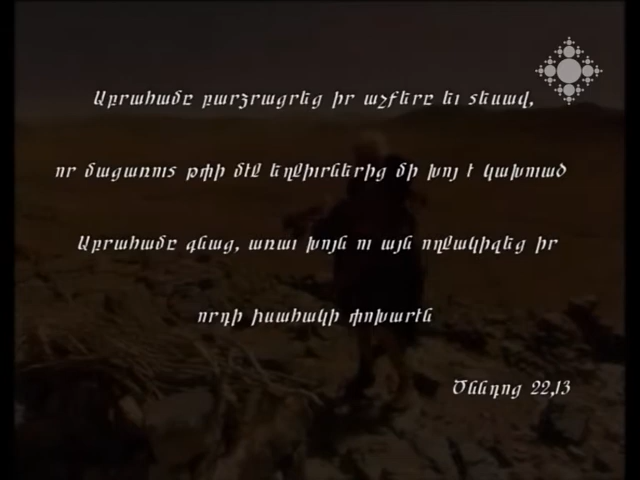 Աբրահամը բարձրացրեց իր աչքերը եւ տեսավ,
որ մացառուտ թփի մէջ եղջիւրներից մի խոյ է կախուած
Աբրահամը գնաց, առաւ խոյն ու այն ողջակիզեց իր
որդի իսահակի փոխարէն
Ծննդոց 22,13